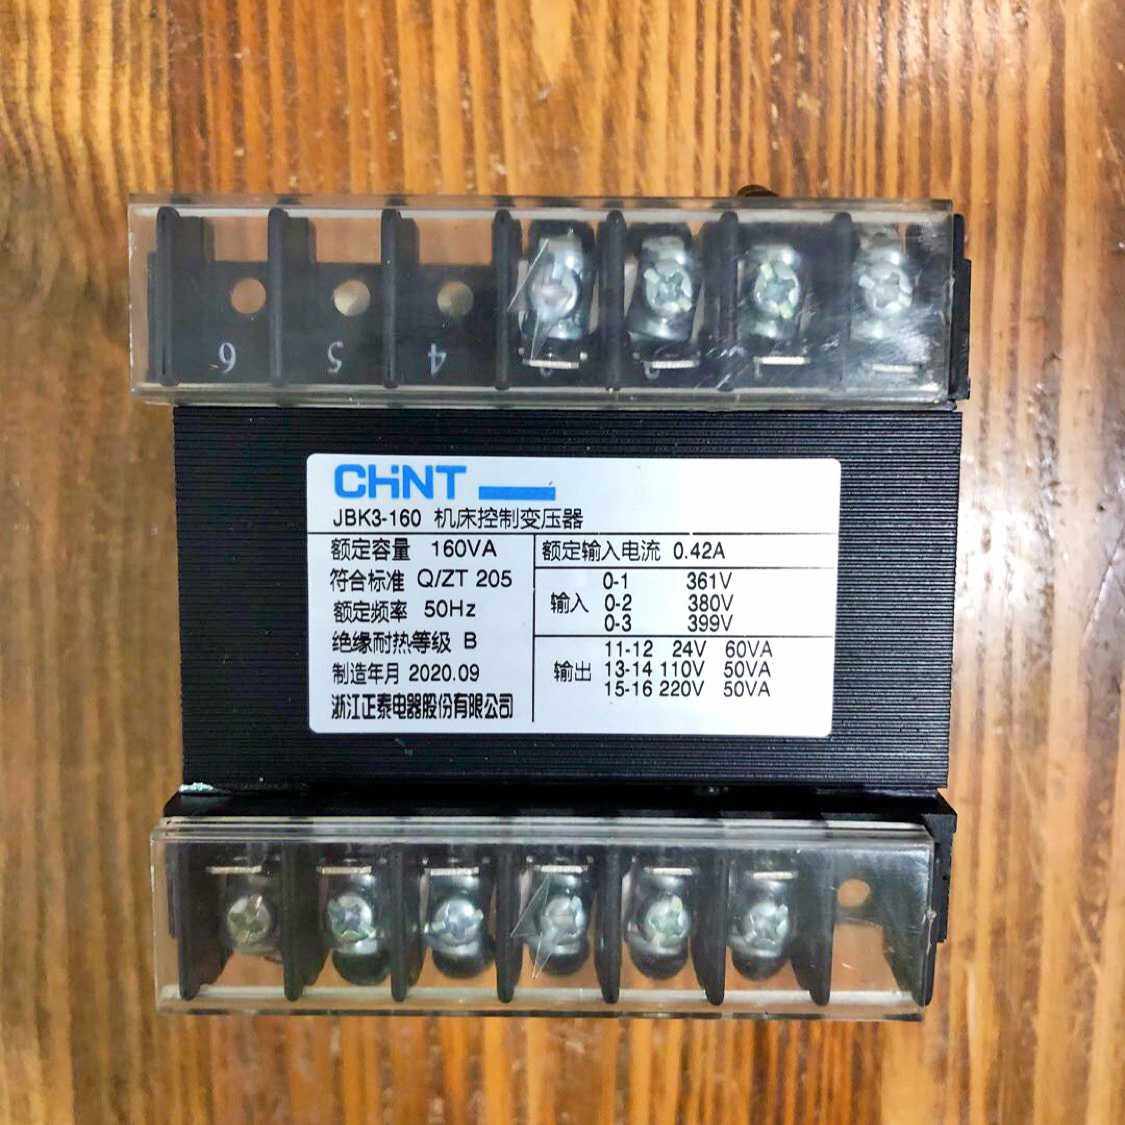 6 5 4
CHiNT
JBK3-160 机床控制变压器
额定容量 160VA
符合标准 Q/ZT 205
额定频率 50Hz
绝缘耐热等级 B
制造年月 2020.09
浙江正泰电器股份有限公司
额定输入电流 0.42A
输入
0-1 361V
0-2 380V
0-3 399V
输出
11-12 24V 60VA
13-14 110V 50VA
15-16 220V 50VA